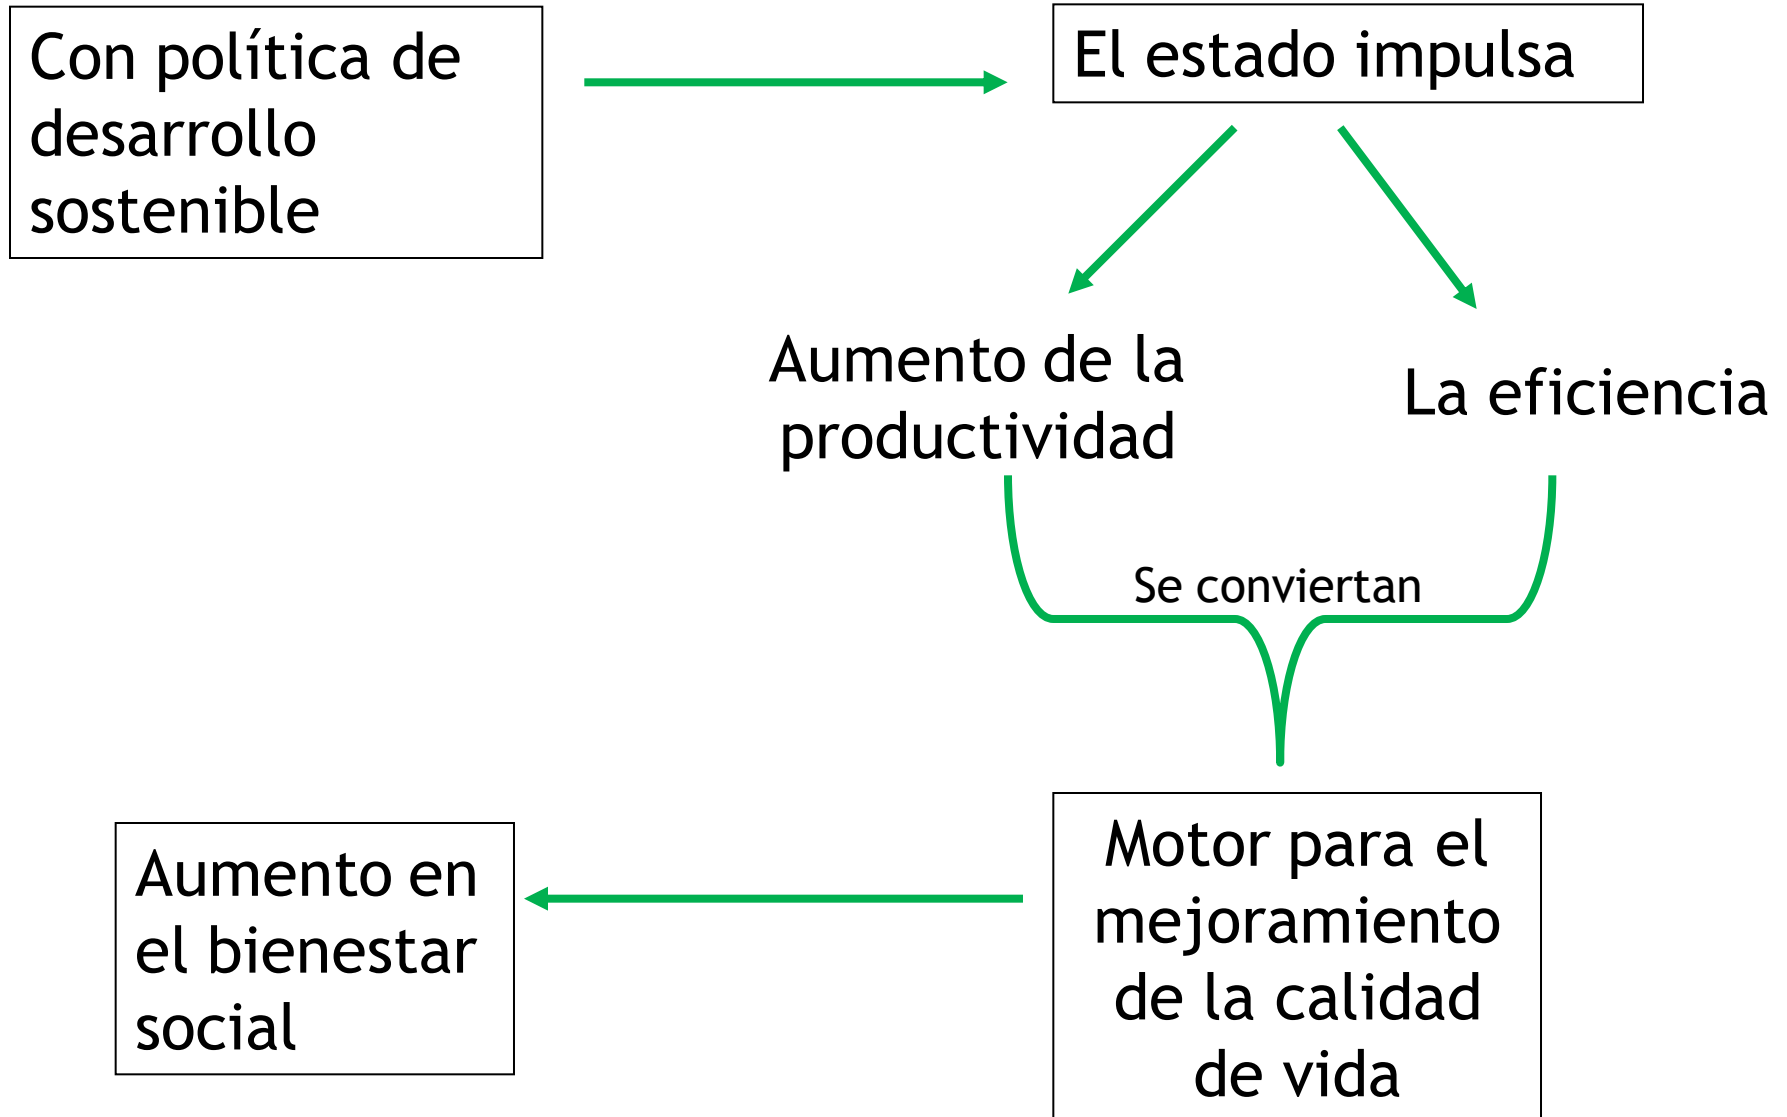 Con política de
desarrollo
sostenible
El estado impulsa
Aumento de la
productividad
La eficiencia
Se conviertan
Motor para el
mejoramiento
de la calidad
de vida
Aumento en
el bienestar
social